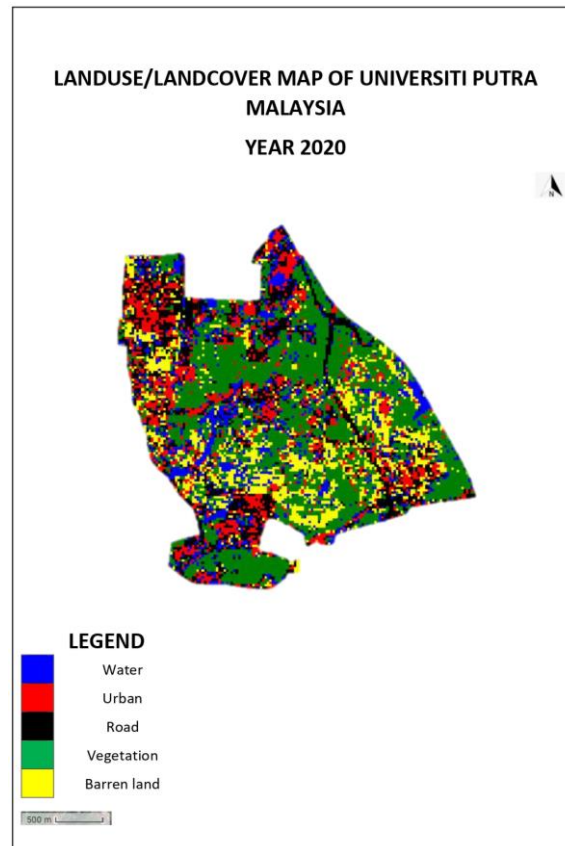 LANDUSE/LANDCOVER MAP OF UNIVERSITI PUTRA
MALAYSIA
YEAR 2020
N
LEGEND
Water
Urban
Road
Vegetation
Barren land
500 m